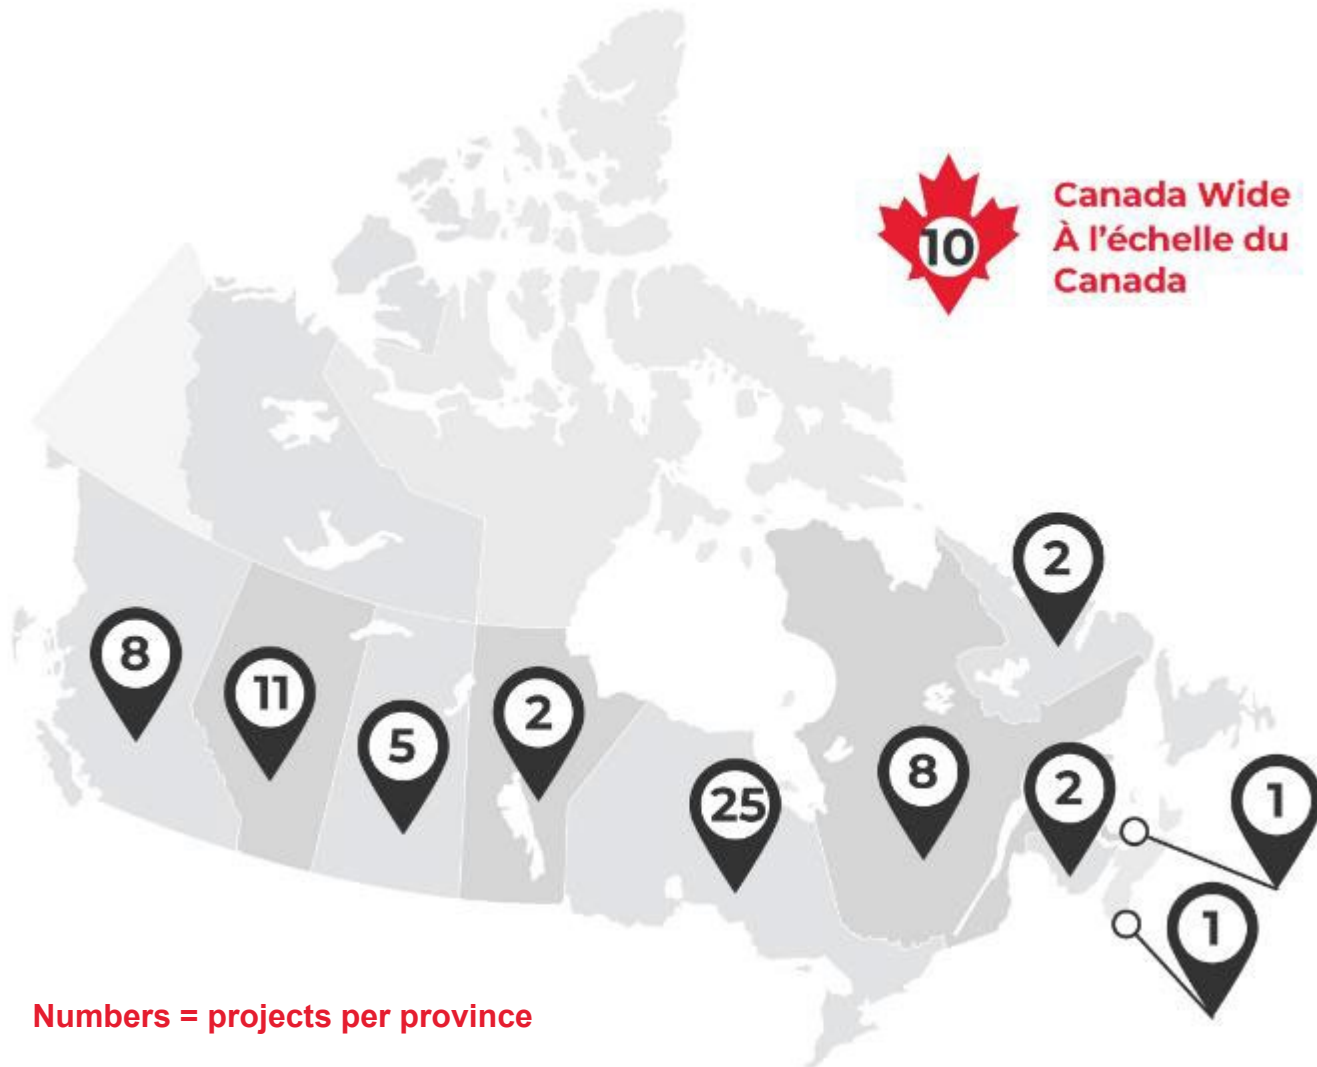 10
Canada Wide
À l'échelle du
Canada
2
8
11
5
2
25
8
2
1
1
Numbers = projects per province